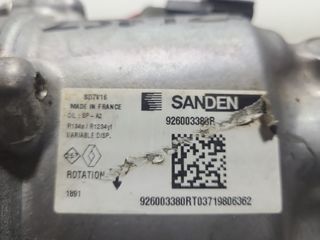 SD7V16
MADE IN FRANCE
OIL: SP-A2
R134a / R1234yf
VARIABLE DISP.
ROTATION
1891
SANDEN
926003380R
926003380RT03719806362